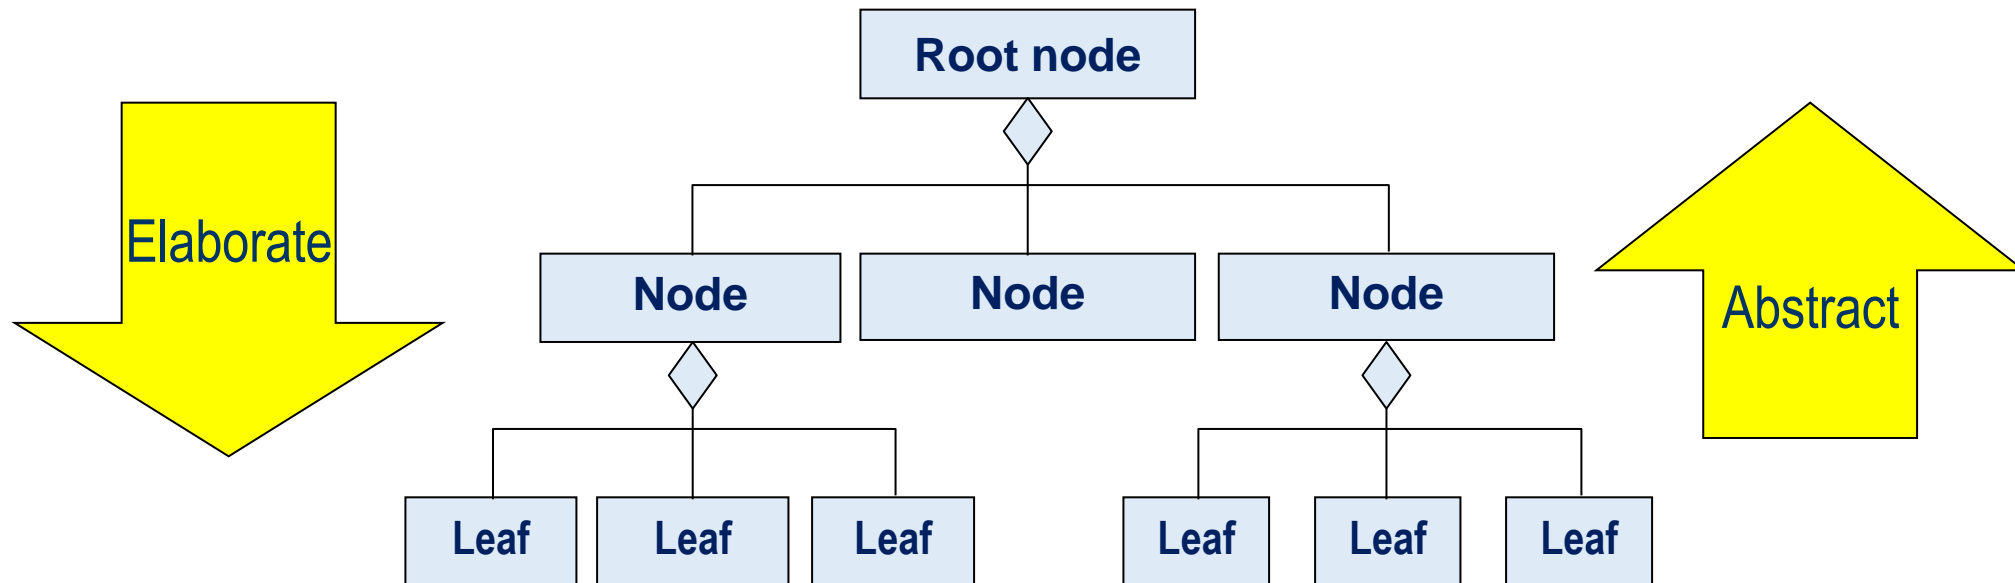 Root node
Elaborate
Node
Node
Node
Abstract
Leaf
Leaf
Leaf
Leaf
Leaf
Leaf